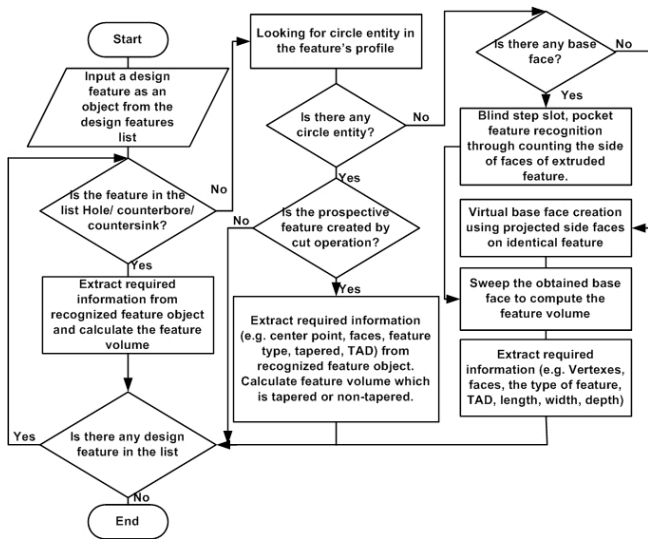 Start
Input a design
feature as an
object from the
design features
list
Is the feature in the
list Hole/ counterbore/
countersink?
No
Yes
Extract required
information from
recognized feature object
and calculate the feature
volume
Is there any design
feature in the list
Yes
No
End
Looking for circle entity in
the feature's profile
Is there any
circle entity?
No
Yes
Is the prospective
feature created by
cut operation?
Yes
Extract required information
(e.g. center point, faces, feature
type, tapered, TAD) from
recognized feature object.
Calculate feature volume which
is tapered or non-tapered.
Is there any base
face?
No
Yes
Blind step slot, pocket
feature recognition
through counting the side
of faces of extruded
feature.
Virtual base face creation
using projected side faces
on identical feature
Sweep the obtained base
face to compute the
feature volume
Extract required
information (e.g. Vertexes,
faces, the type of feature,
TAD, length, width, depth)